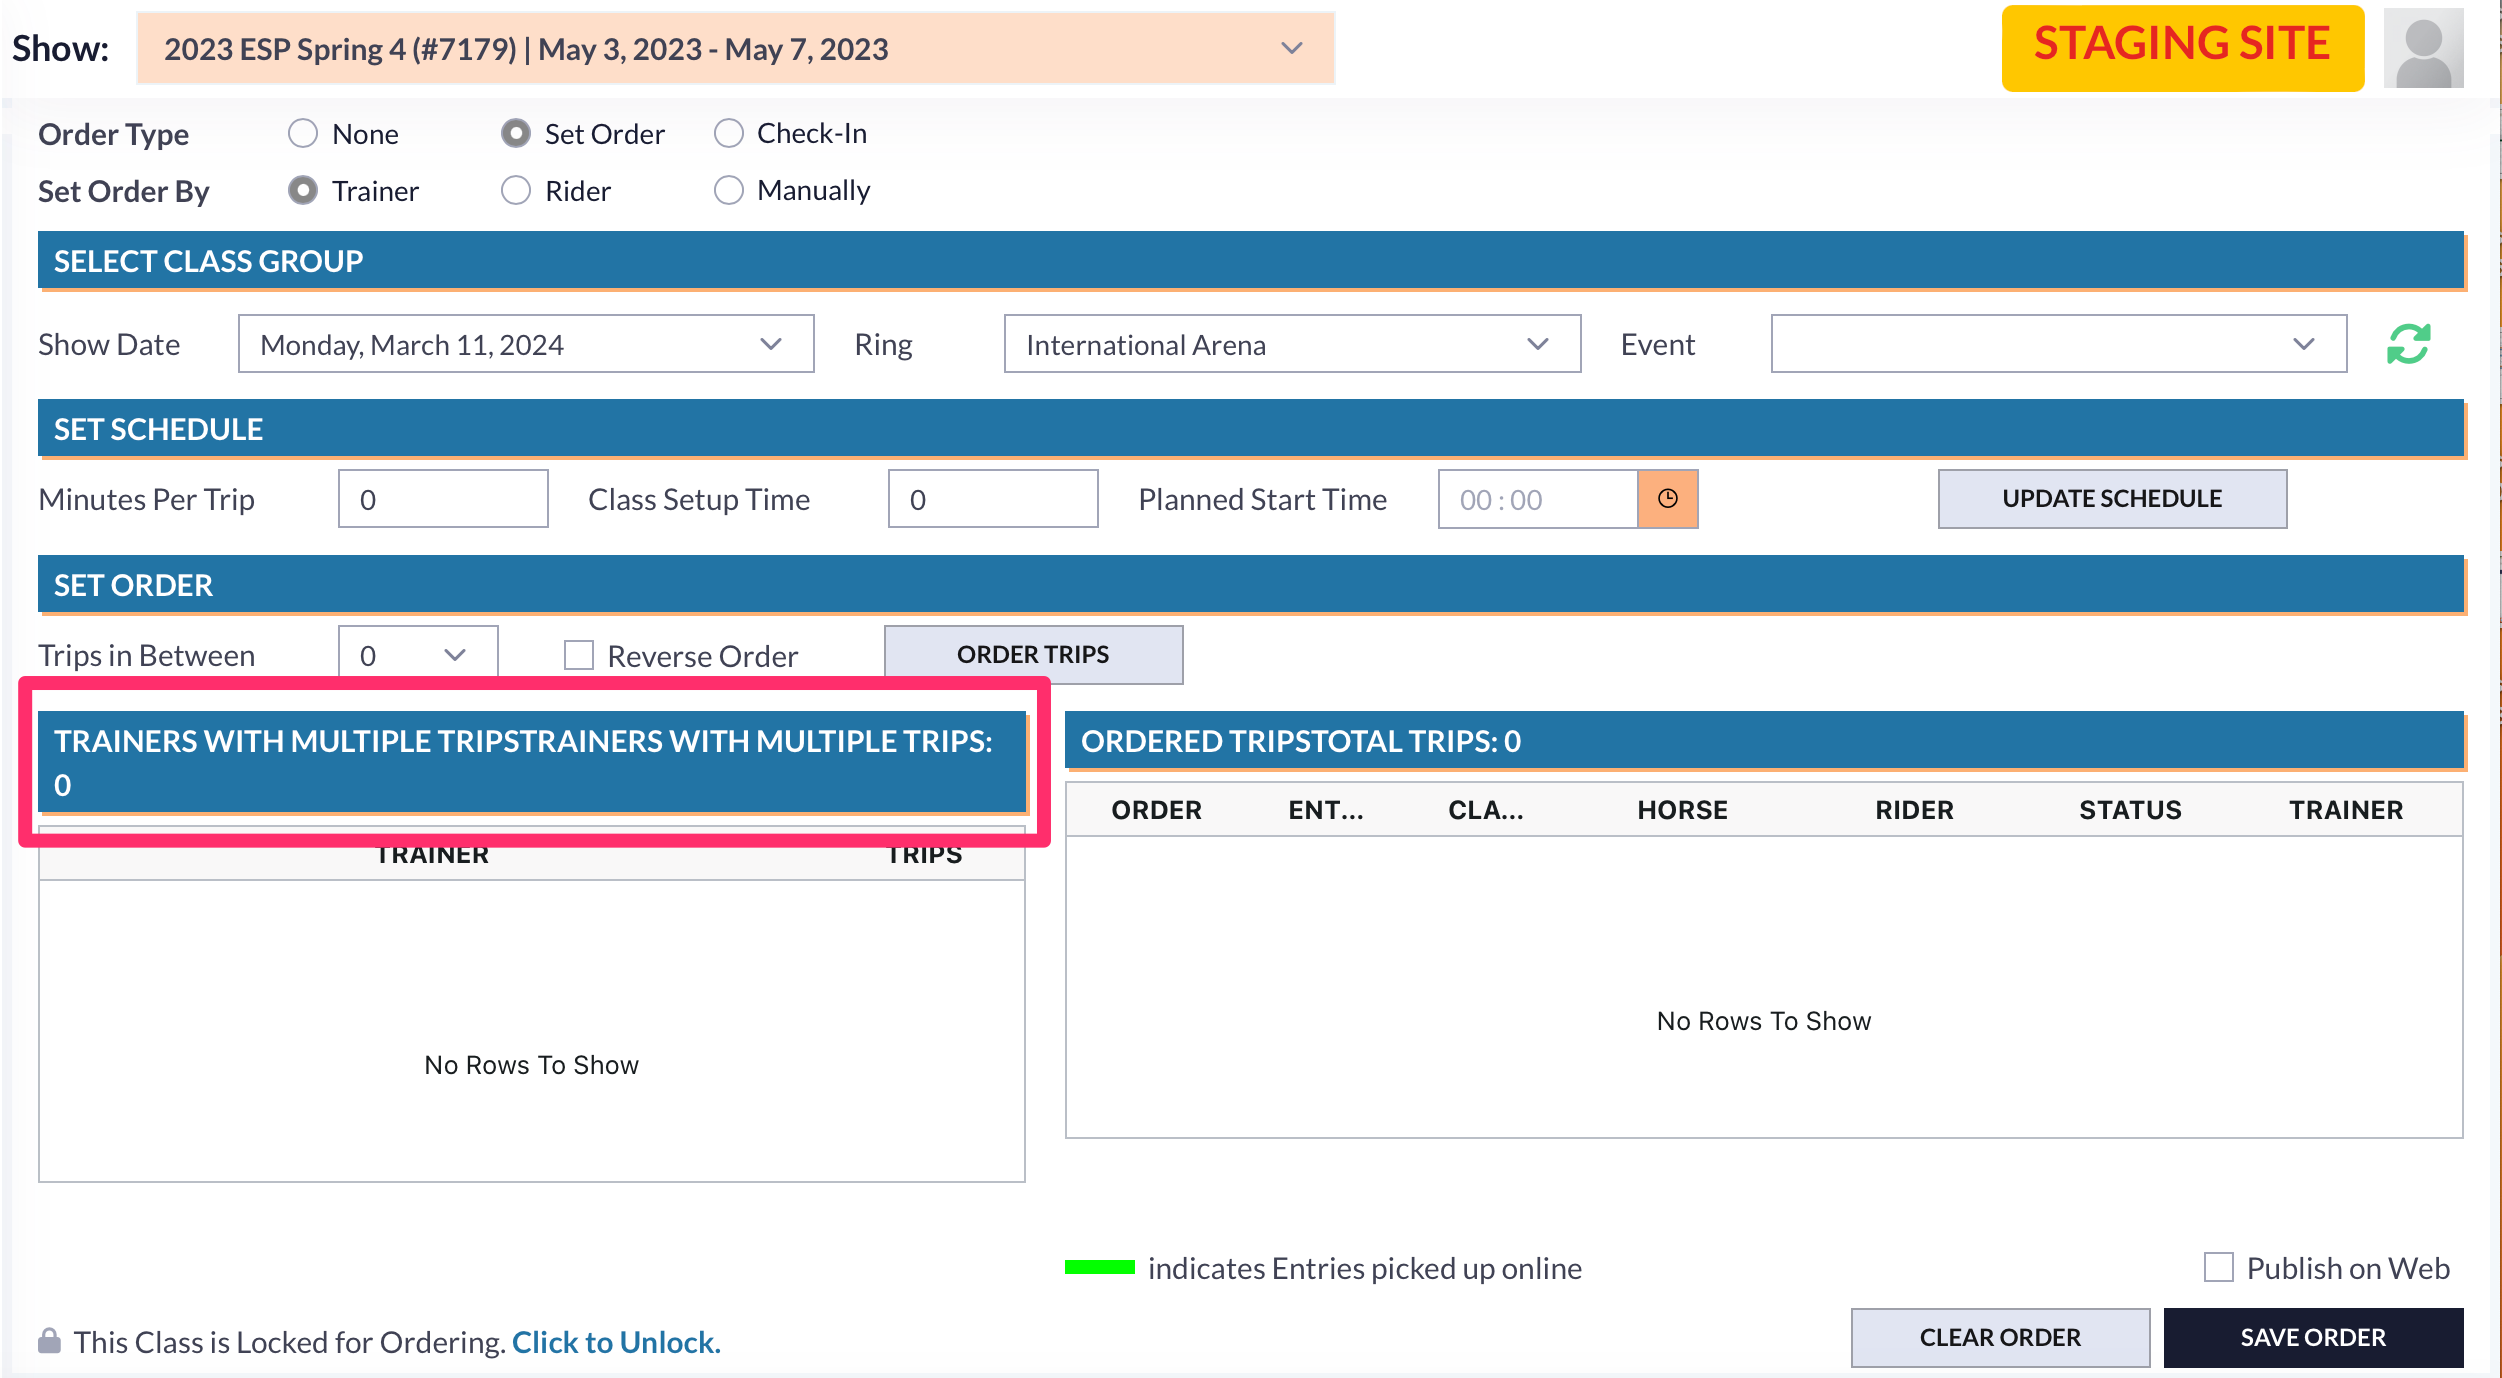 Show: 2023 ESP Spring 4 (#7179) | May 3, 2023 - May 7, 2023 STAGING SITE
Order Type None Set Order Check-In
Set Order By Trainer Rider Manually
SELECT CLASS GROUP
Show Date Monday, March 11, 2024 Ring International Arena Event
SET SCHEDULE
Minutes Per Trip 0 Class Setup Time 0 Planned Start Time 00 : 00 UPDATE SCHEDULE
SET ORDER
Trips in Between 0 Reverse Order ORDER TRIPS
TRAINERS WITH MULTIPLE TRIPSTRAINERS WITH MULTIPLE TRIPS:
0
TRAINER TRIPS
No Rows To Show
ORDERED TRIPSTOTAL TRIPS: 0
ORDER ENT... CLA... HORSE RIDER STATUS TRAINER
No Rows To Show
indicates Entries picked up online Publish on Web
This Class is Locked for Ordering. Click to Unlock. CLEAR ORDER SAVE ORDER